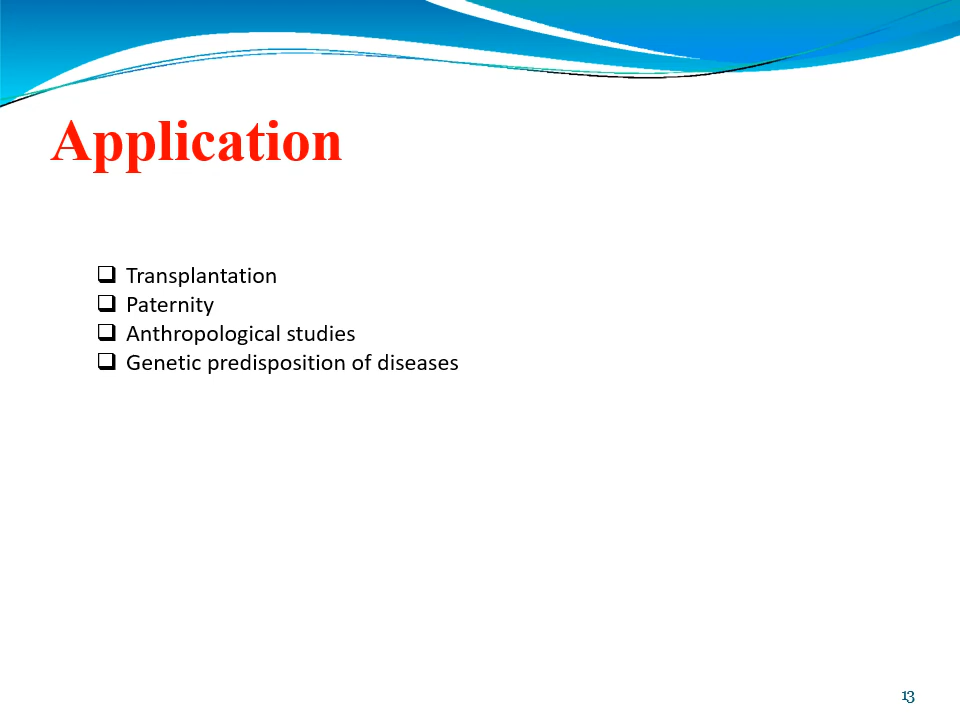 Application
❑ Transplantation
❑ Paternity
❑ Anthropological studies
❑ Genetic predisposition of diseases
13